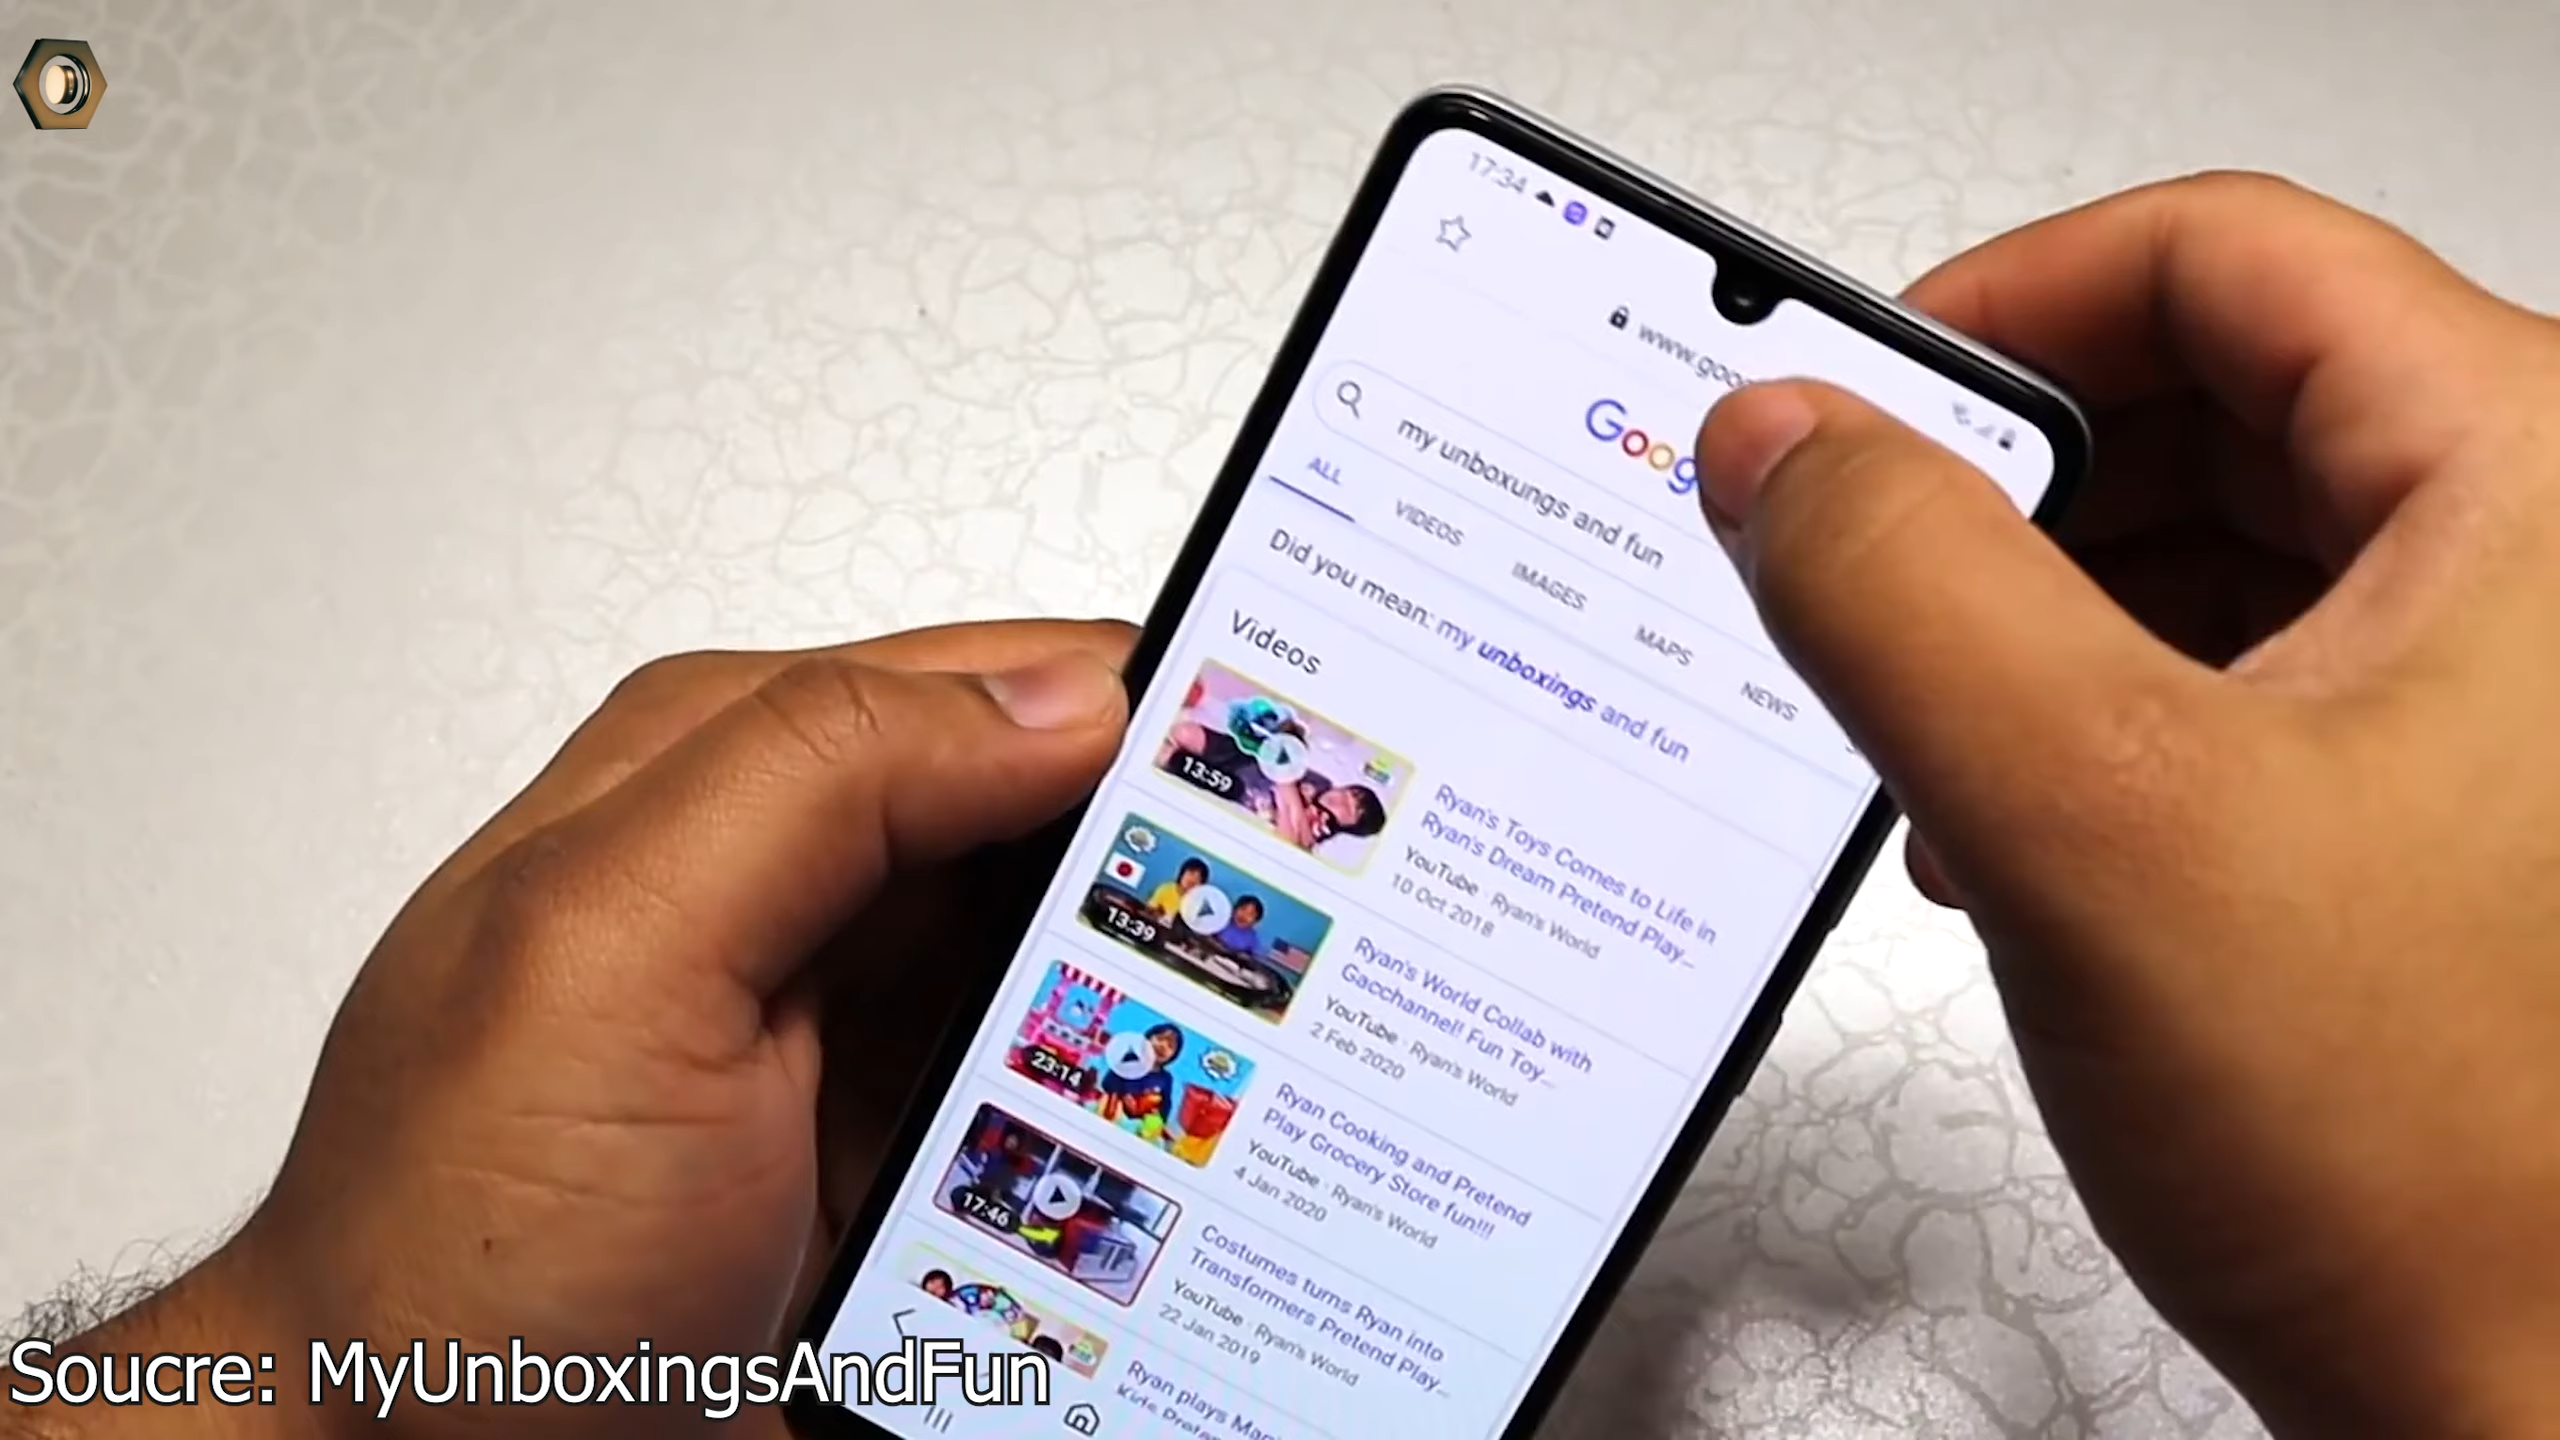 17:34
www.goo
Goog
my unboxungs and fun
ALL VIDEOS IMAGES MAPS NEWS
Did you mean: my unboxings and fun
Videos
13:59
Ryan's Toys Comes to Life in
Ryan's Dream Pretend Play...
YouTube · Ryan's World
10 Oct 2018
13:39
Ryan's World Collab with
Gacchannel! Fun Toy...
YouTube · Ryan's World
2 Feb 2020
23:14
Ryan Cooking and Pretend
Play Grocery Store fun!!!
YouTube · Ryan's World
4 Jan 2020
17:46
Costumes turns Ryan into
Transformers Pretend Play...
YouTube · Ryan's World
22 Jan 2019
Ryan plays
Soucre: MyUnboxingsAndFun